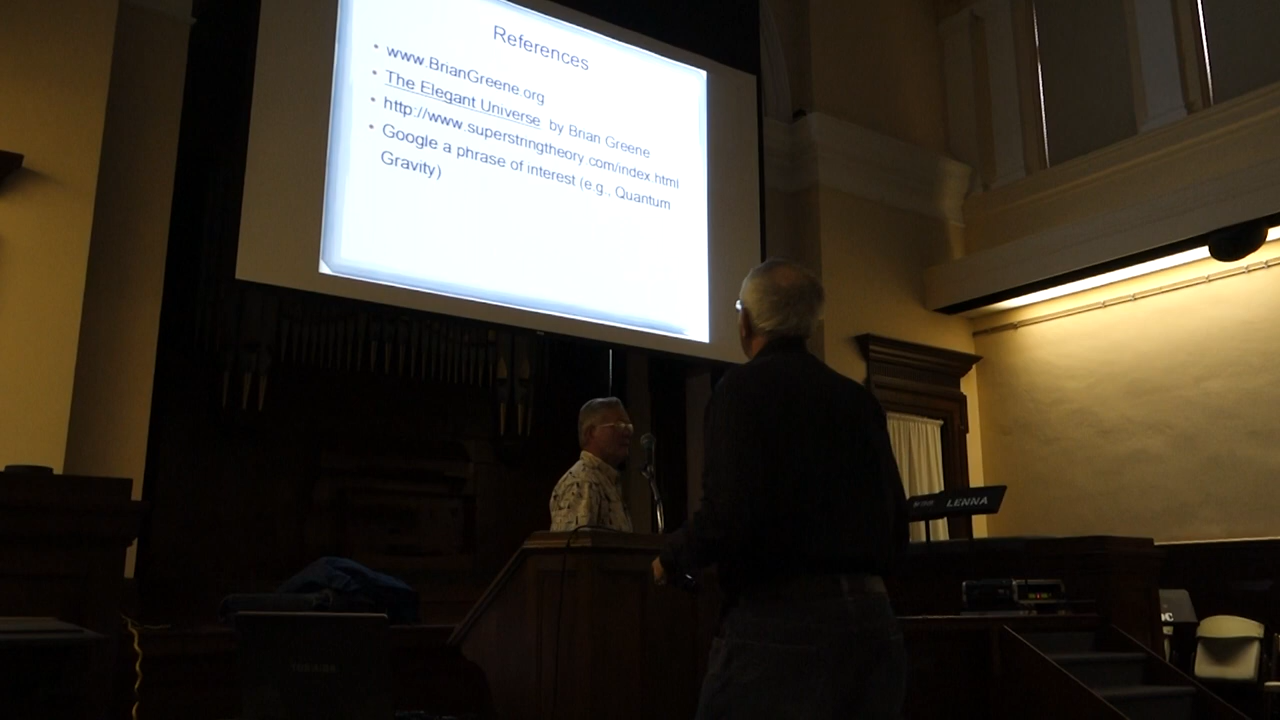 References
• www.BrianGreene.org
• The Elegant Universe by Brian Greene
• http://www.superstringtheory.com/index.html
• Google a phrase of interest (e.g., Quantum
Gravity)
LENNA